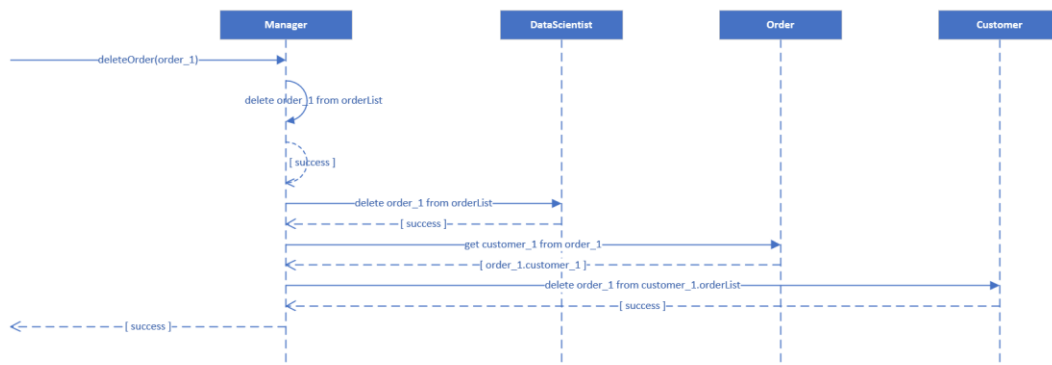 Manager
DataScientist
Order
Customer
deleteOrder(order_1)
delete order_1 from orderList
[ success ]
delete order_1 from orderList
[ success ]
get customer_1 from order_1
[ order_1.customer_1 ]
delete order_1 from customer_1.orderList
[ success ]
[ success ]